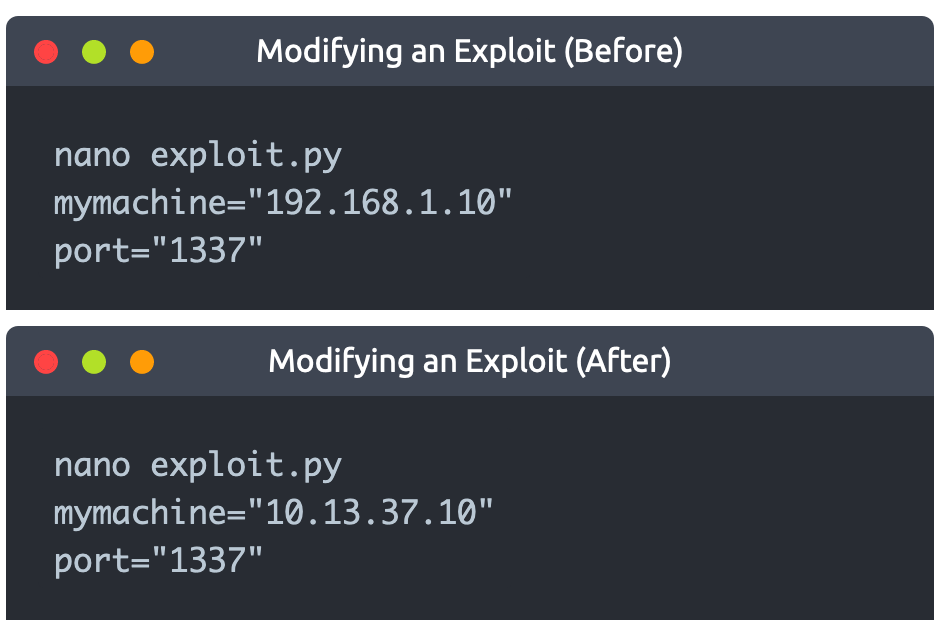 Modifying an Exploit (Before)
nano exploit.py
mymachine="192.168.1.10"
port="1337"
Modifying an Exploit (After)
nano exploit.py
mymachine="10.13.37.10"
port="1337"